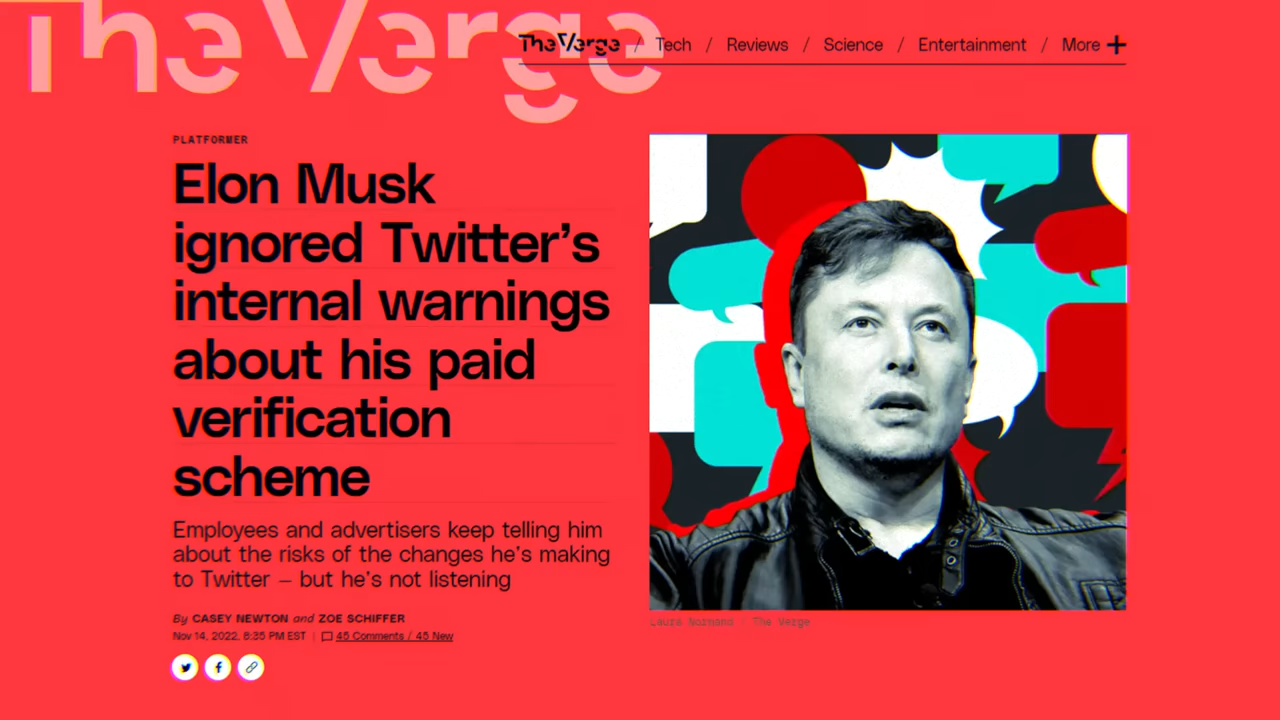 The Verge
The Verge / Tech / Reviews / Science / Entertainment / More +
PLATFORMER
Elon Musk
ignored Twitter's
internal warnings
about his paid
verification
scheme
Employees and advertisers keep telling him
about the risks of the changes he's making
to Twitter – but he's not listening
By CASEY NEWTON and ZOE SCHIFFER
Nov 14, 2022, 8:35 PM EST | 45 Comments / 45 New
The Verge